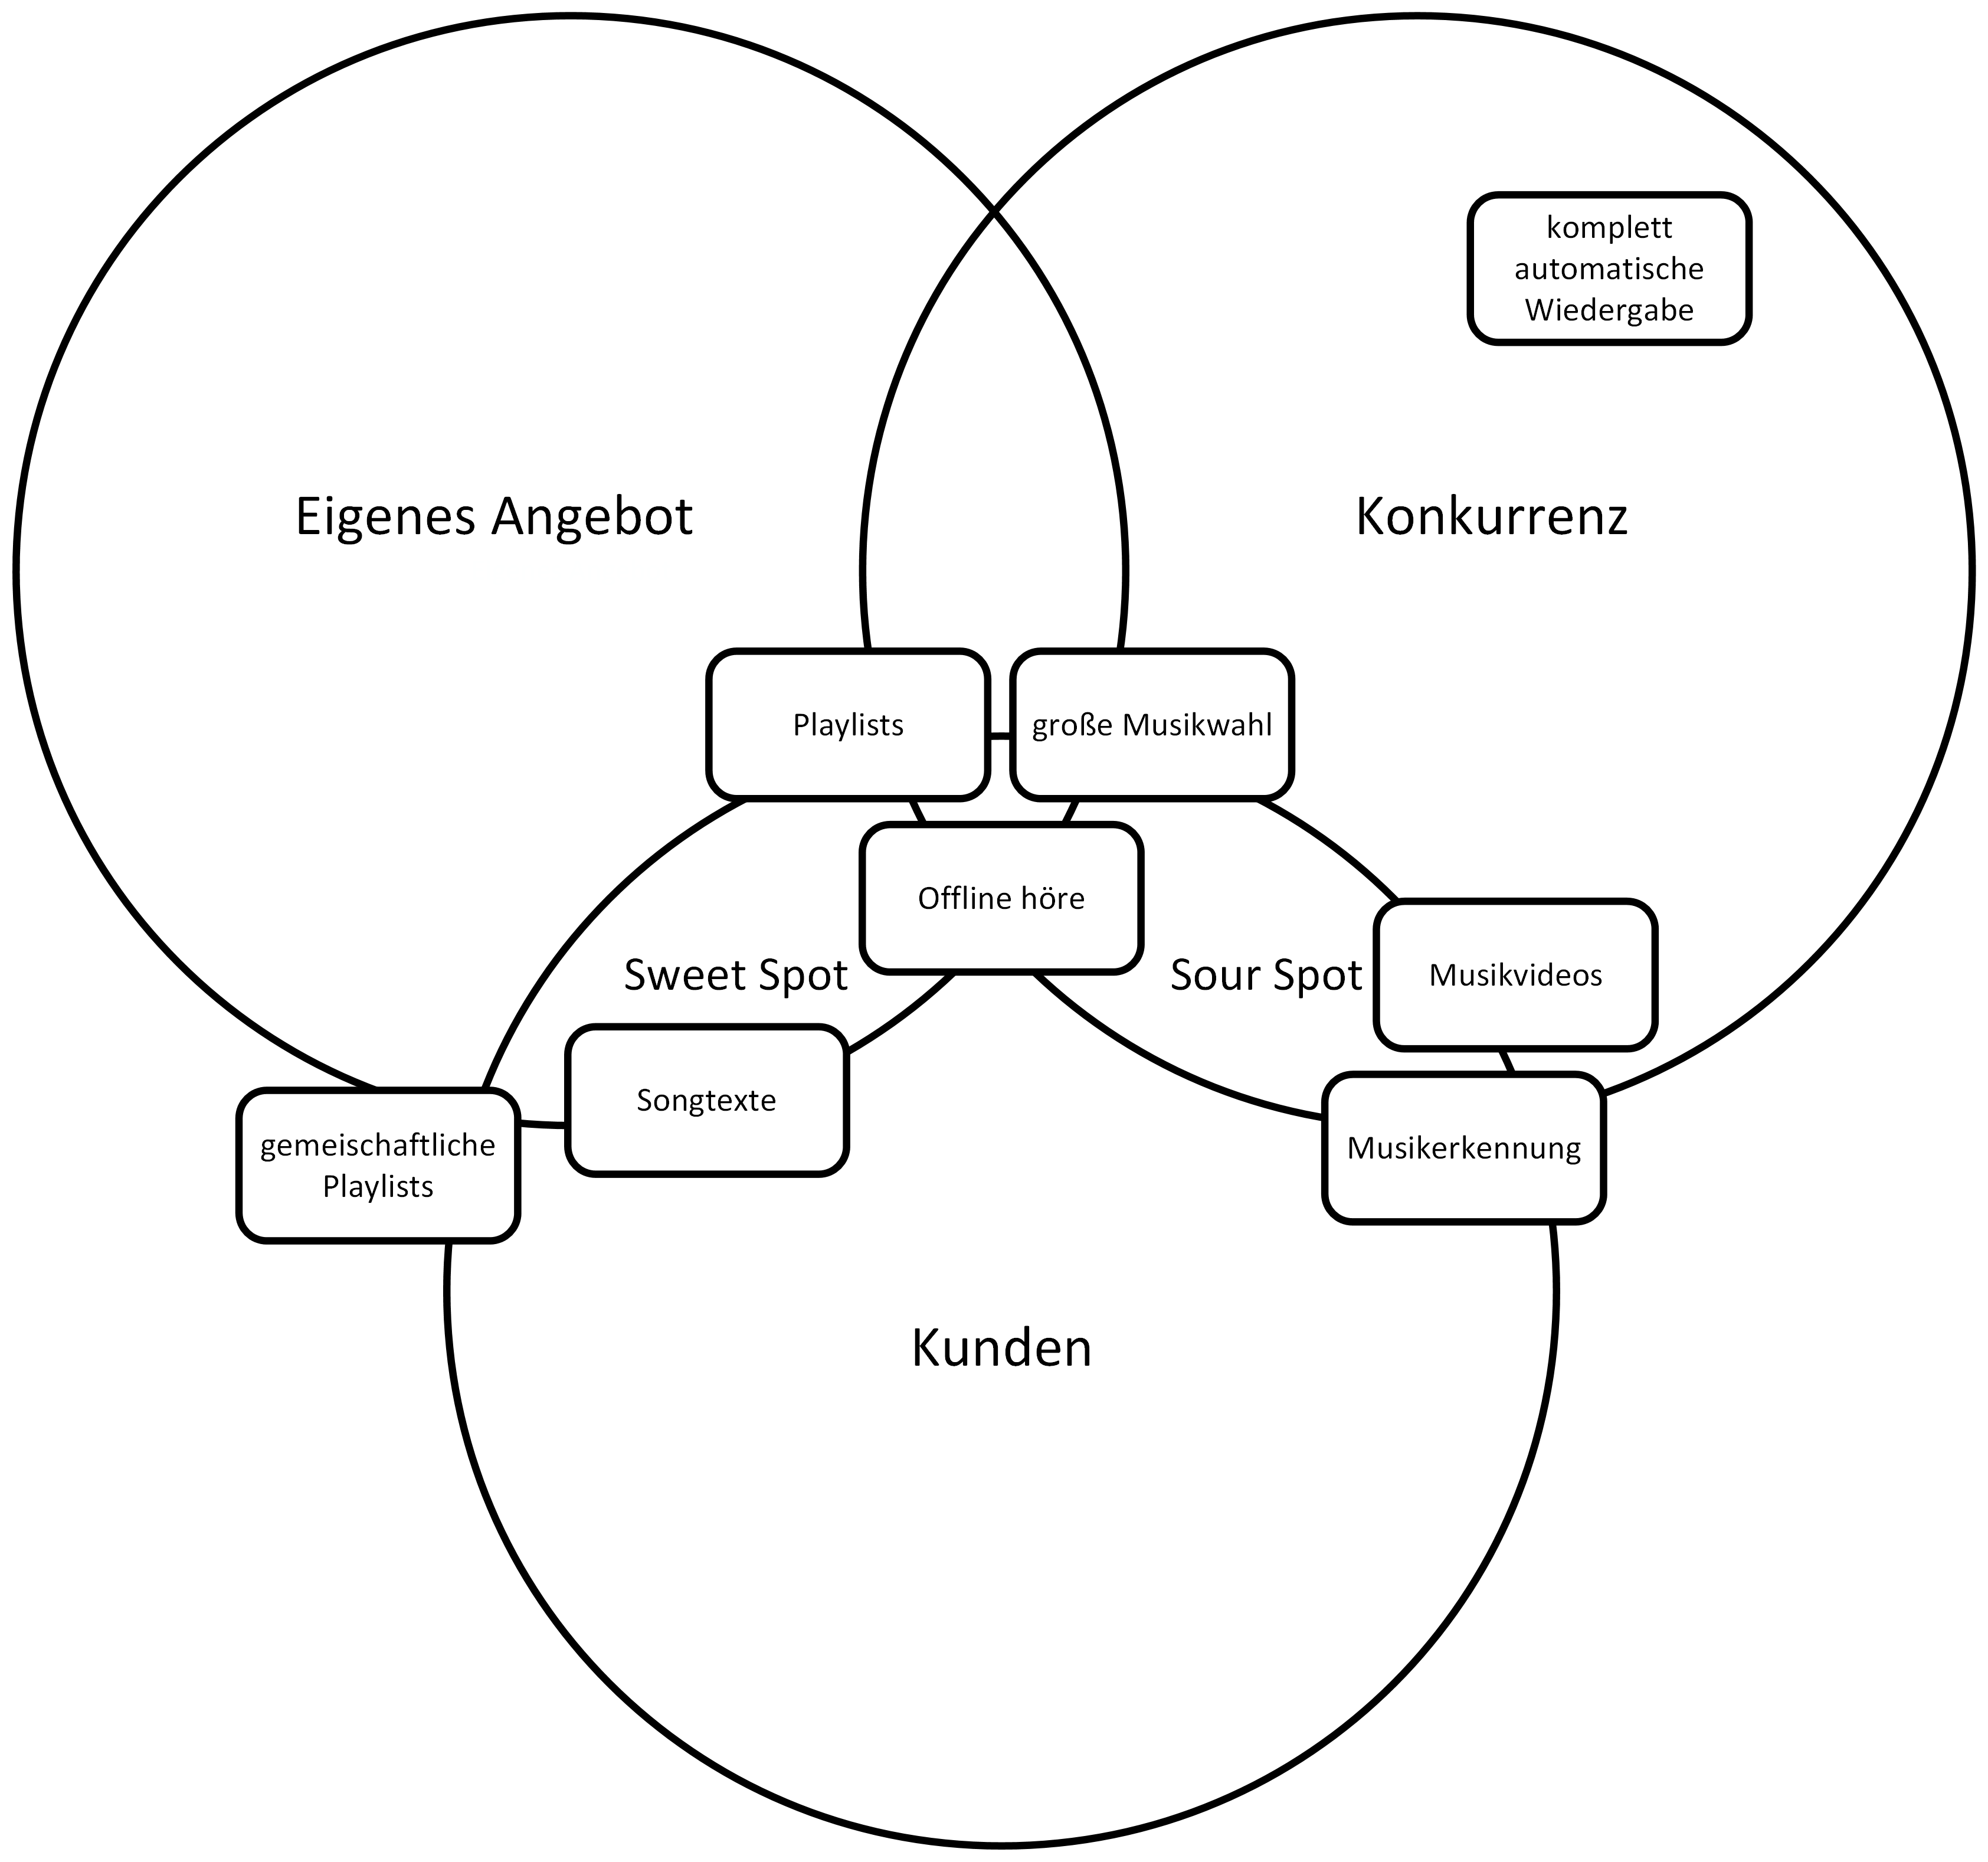 komplett
automatische
Wiedergabe
Eigenes Angebot
Konkurrenz
Playlists
große Musikwahl
Offline höre
Sweet Spot
Sour Spot
Musikvideos
Songtexte
gemeischaftliche
Playlists
Musikerkennung
Kunden